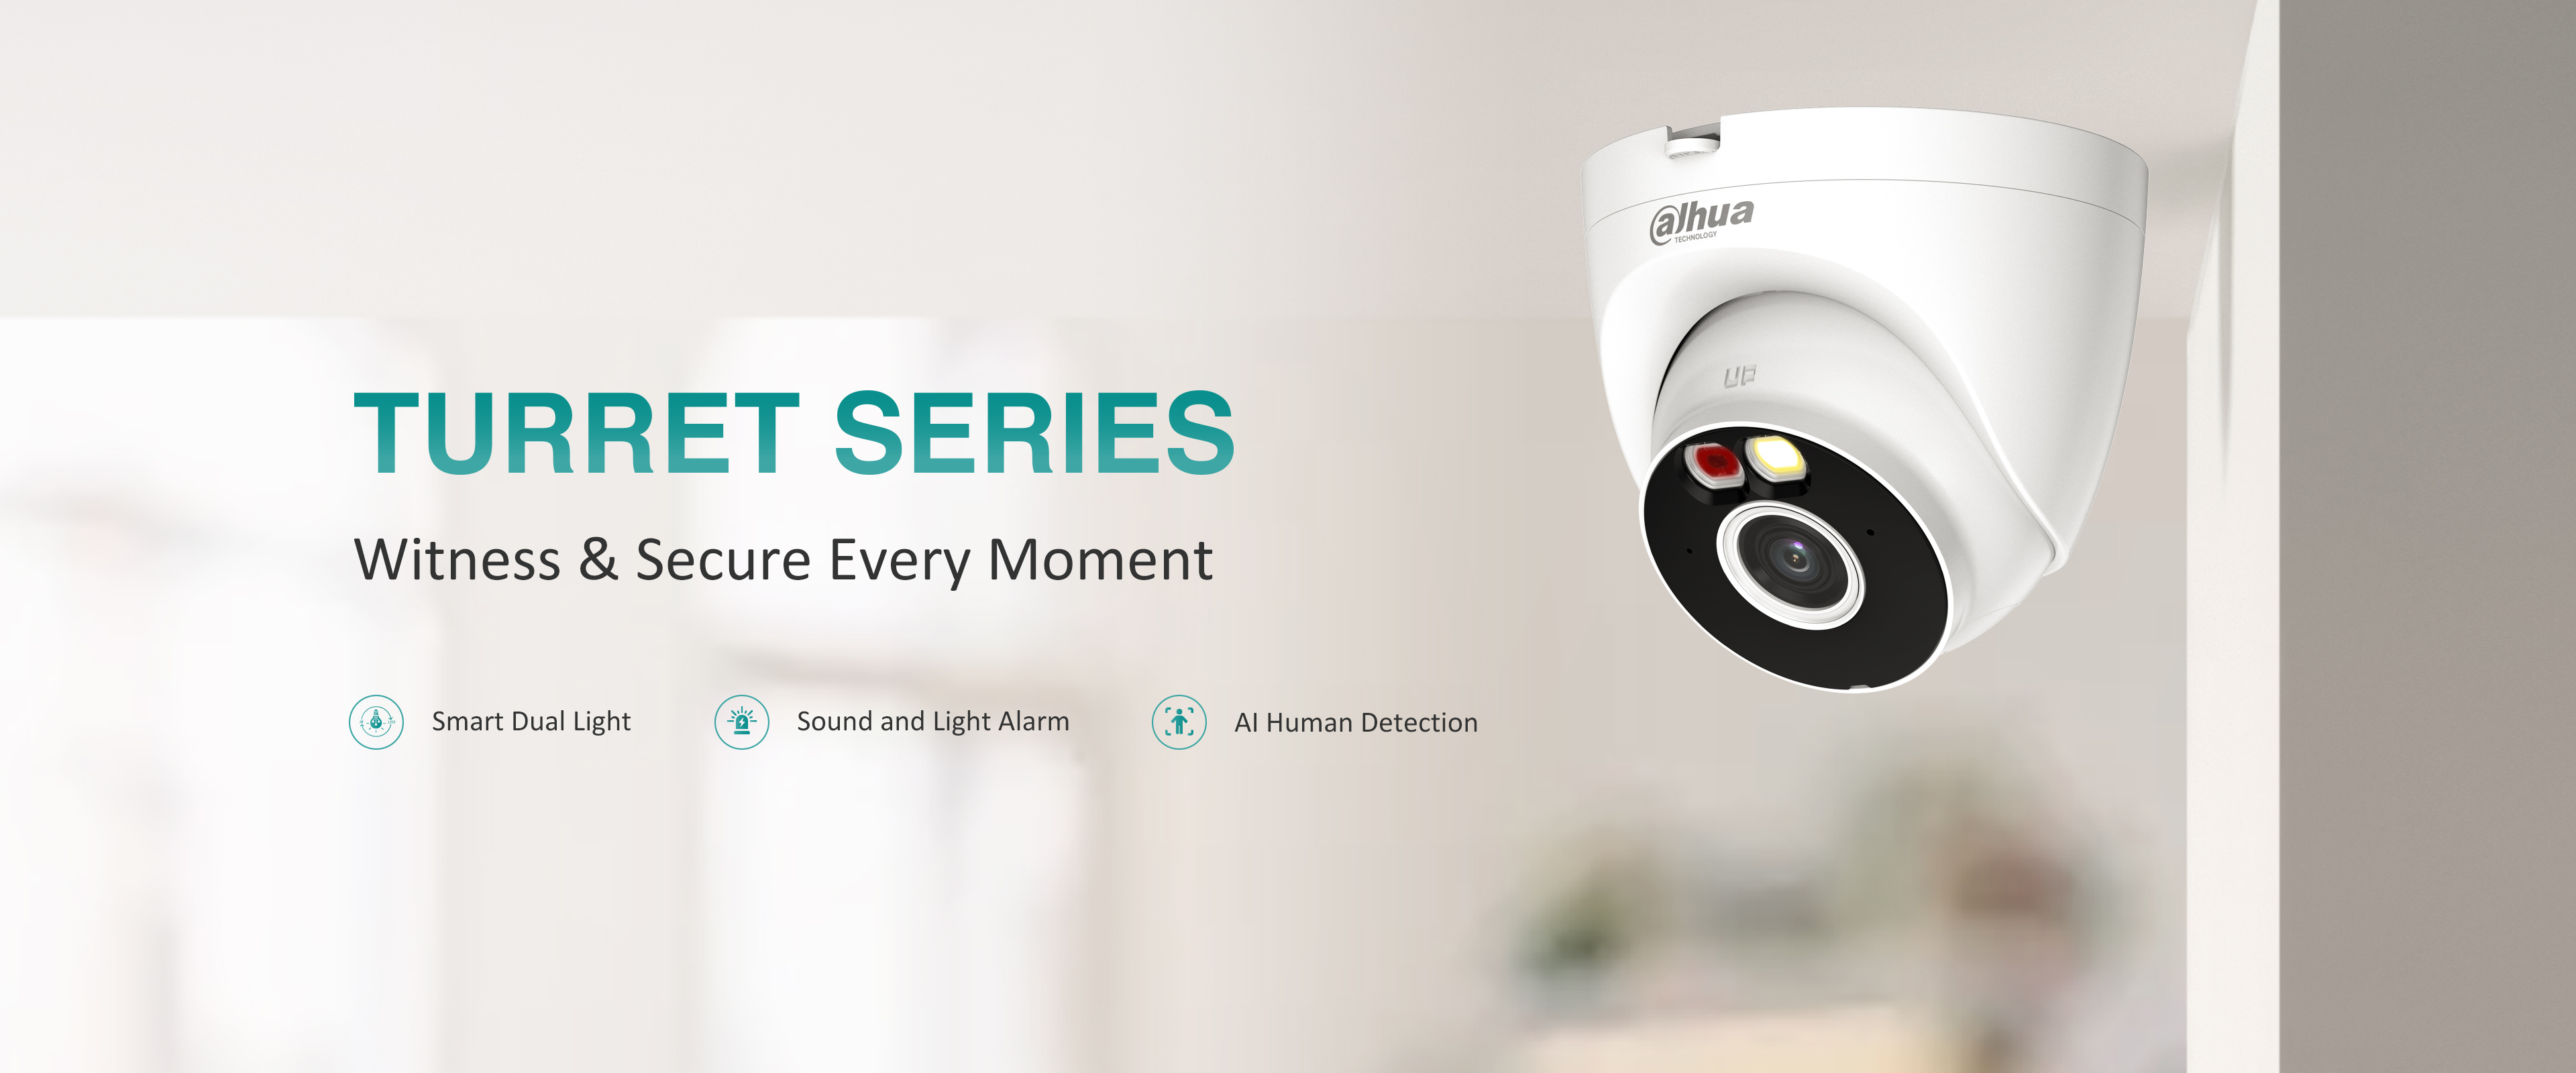 alhua
TECHNOLOGY
UP
TURRET SERIES
Witness & Secure Every Moment
Smart Dual Light
Sound and Light Alarm
AI Human Detection